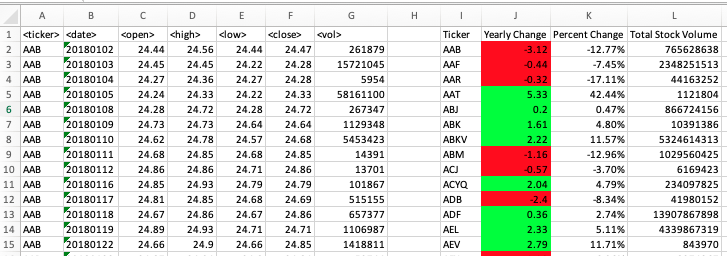 A B C D E F G H I J K L
1 <ticker> <date> <open> <high> <low> <close> <vol> Ticker Yearly Change Percent Change Total Stock Volume
2 AAB 20180102 24.44 24.56 24.44 24.47 261879 AAB -3.12 -12.77% 765628638
3 AAB 20180103 24.45 24.45 24.22 24.28 15721045 AAF -0.44 -7.45% 2348251513
4 AAB 20180104 24.27 24.36 24.27 24.28 5954 AAR -0.32 -17.11% 44163252
5 AAB 20180105 24.24 24.33 24.22 24.33 58161100 AAT 5.33 42.44% 1121804
6 AAB 20180108 24.28 24.72 24.28 24.72 267347 ABJ 0.2 0.47% 866724156
7 AAB 20180109 24.73 24.73 24.64 24.64 1129348 ABK 1.61 4.80% 10391386
8 AAB 20180110 24.62 24.78 24.57 24.68 5453423 ABKV 2.22 11.57% 5324614313
9 AAB 20180111 24.68 24.85 24.68 24.85 14391 ABM -1.16 -12.96% 1029560425
10 AAB 20180112 24.86 24.86 24.71 24.86 13701 ACJ -0.57 -3.70% 6169423
11 AAB 20180116 24.85 24.93 24.79 24.79 101867 ACYQ 2.04 4.79% 234097825
12 AAB 20180117 24.81 24.85 24.68 24.69 515155 ADB -2.4 -8.34% 41980152
13 AAB 20180118 24.67 24.86 24.67 24.86 657377 ADF 0.36 2.74% 13907867898
14 AAB 20180119 24.89 24.93 24.71 24.71 1106987 AEL 2.33 5.11% 4339867319
15 AAB 20180122 24.66 24.9 24.66 24.85 1418811 AEV 2.79 11.71% 843970